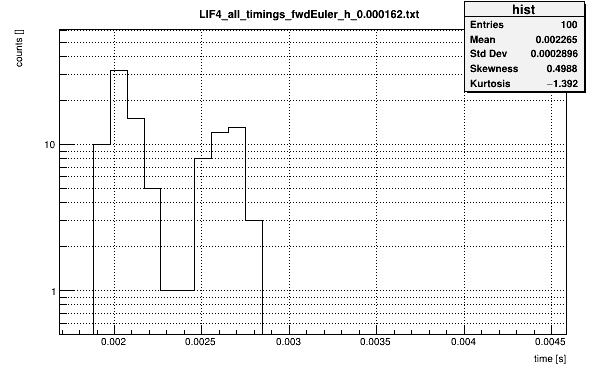 LIF4_all_timings_fwdEuler_h_0.000162.txt
hist
Entries 100
Mean 0.002265
Std Dev 0.0002896
Skewness 0.4988
Kurtosis −1.392
counts []
10
1
0.002 0.0025 0.003 0.0035 0.004 0.0045
time [s]